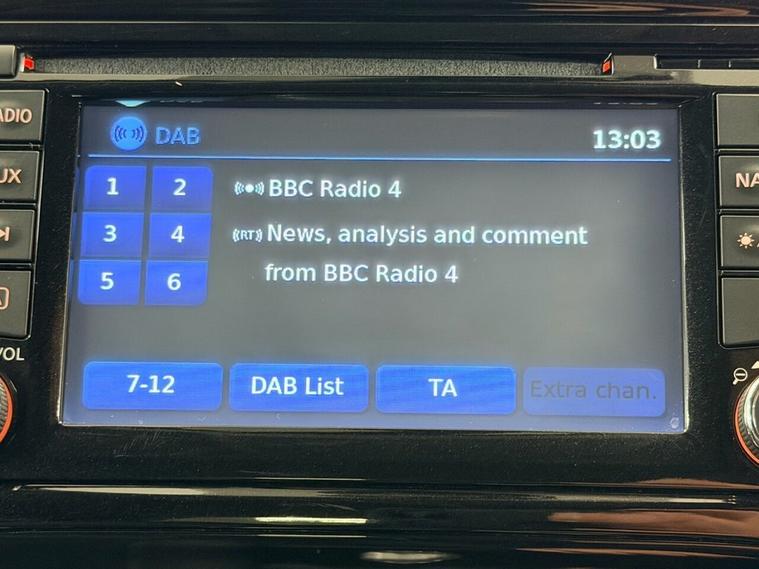 DAB
13:03
1 2 BBC Radio 4
3 4 RT News, analysis and comment
from BBC Radio 4
5 6
7-12 DAB List TA Extra chan.
ADIO
UX
VOL
NA